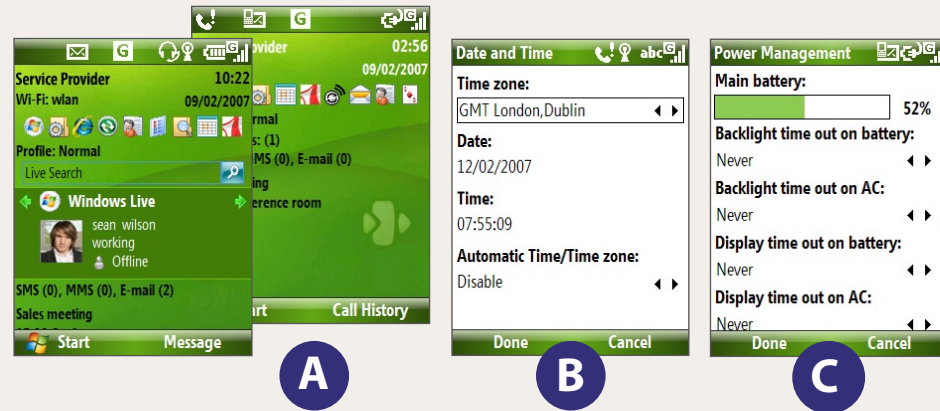 G
ovider 02:56
09/02/2007
rmal
s: (1)
MMS (0), E-mail (0)
ing
erence room
art Call History
G
Service Provider 10:22
Wi-Fi: wlan 09/02/2007
Profile: Normal
Live Search
Windows Live
sean wilson
working
Offline
SMS (0), MMS (0), E-mail (2)
Sales meeting
Start Message
A
Date and Time abc G
Time zone:
GMT London,Dublin
Date:
12/02/2007
Time:
07:55:09
Automatic Time/Time zone:
Disable
Done Cancel
B
Power Management G
Main battery:
52%
Backlight time out on battery:
Never
Backlight time out on AC:
Never
Display time out on battery:
Never
Display time out on AC:
Never
Done Cancel
C